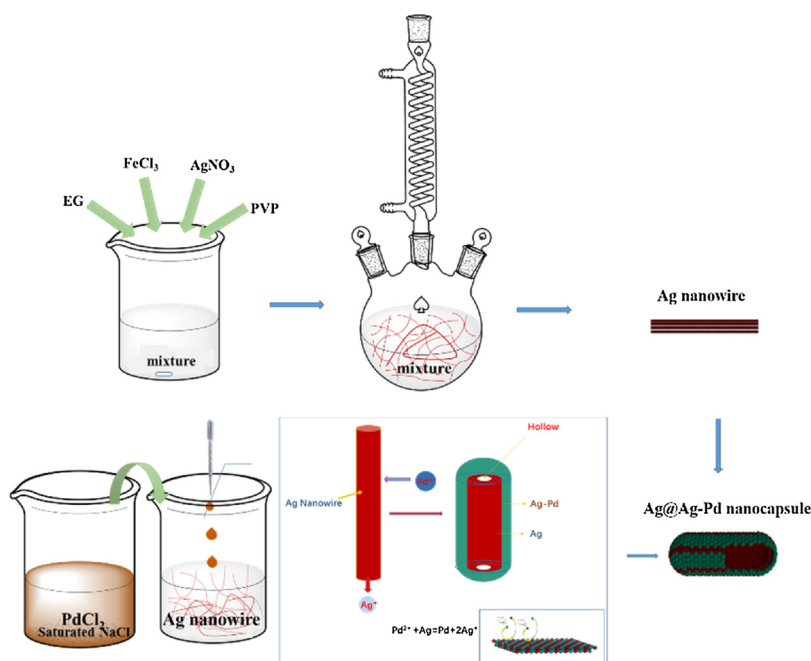 FeCl₃
AgNO₃
EG
PVP
mixture
mixture
Ag nanowire
Hollow
Pd²⁺
Ag Nanowire
Ag-Pd
Ag
Ag⁺
Pd²⁺ +Ag=Pd+2Ag⁺
Ag@Ag-Pd nanocapsule
PdCl₂
Saturated NaCl
Ag nanowire